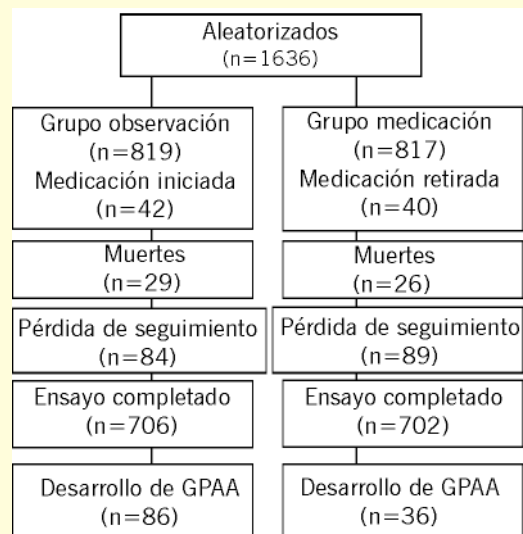 Aleatorizados
(n=1636)
Grupo observación
(n=819)
Medicación iniciada
(n=42)
Muertes
(n=29)
Pérdida de seguimiento
(n=84)
Ensayo completado
(n=706)
Desarrollo de GPAA
(n=86)
Grupo medicación
(n=817)
Medicación retirada
(n=40)
Muertes
(n=26)
Pérdida de seguimiento
(n=89)
Ensayo completado
(n=702)
Desarrollo de GPAA
(n=36)